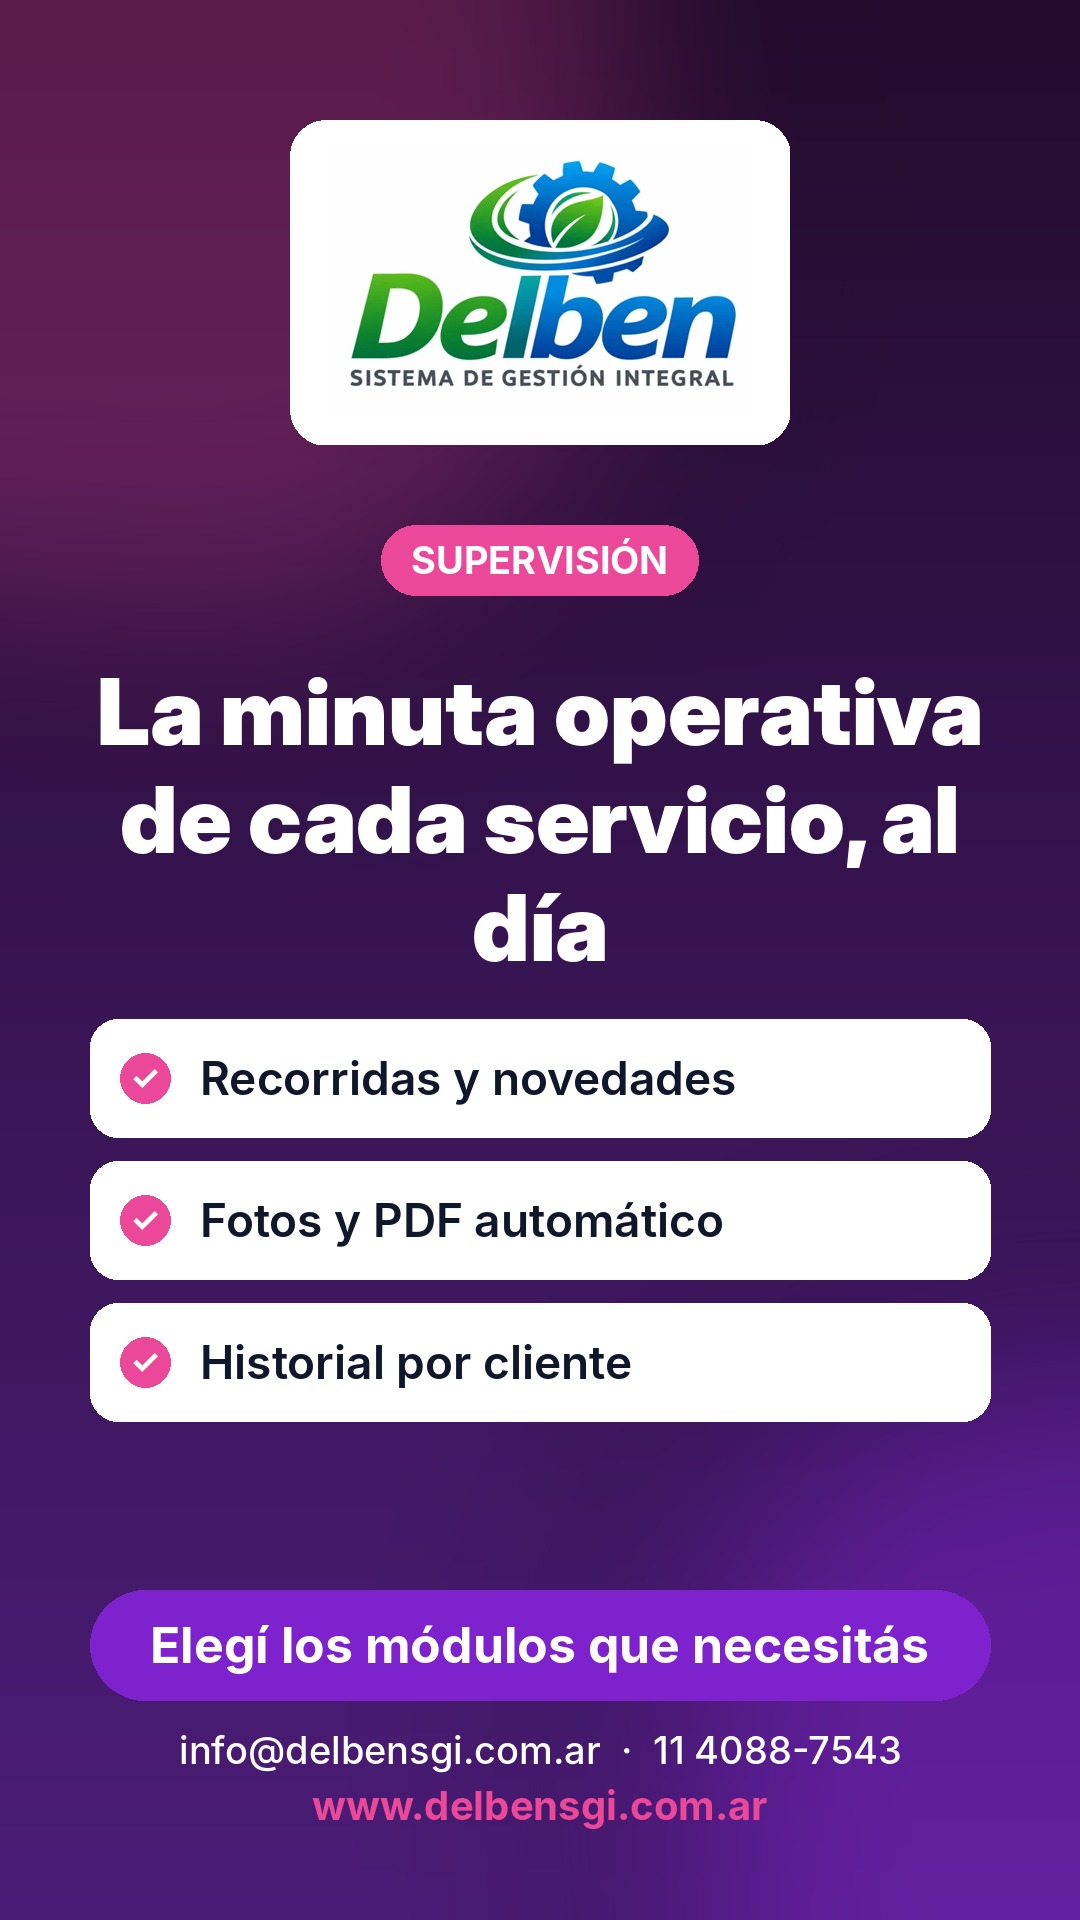 Delben
SISTEMA DE GESTIÓN INTEGRAL
SUPERVISIÓN
La minuta operativa
de cada servicio, al
día
Recorridas y novedades
Fotos y PDF automático
Historial por cliente
Elegí los módulos que necesitás
info@delbensgi.com.ar · 11 4088-7543
www.delbensgi.com.ar